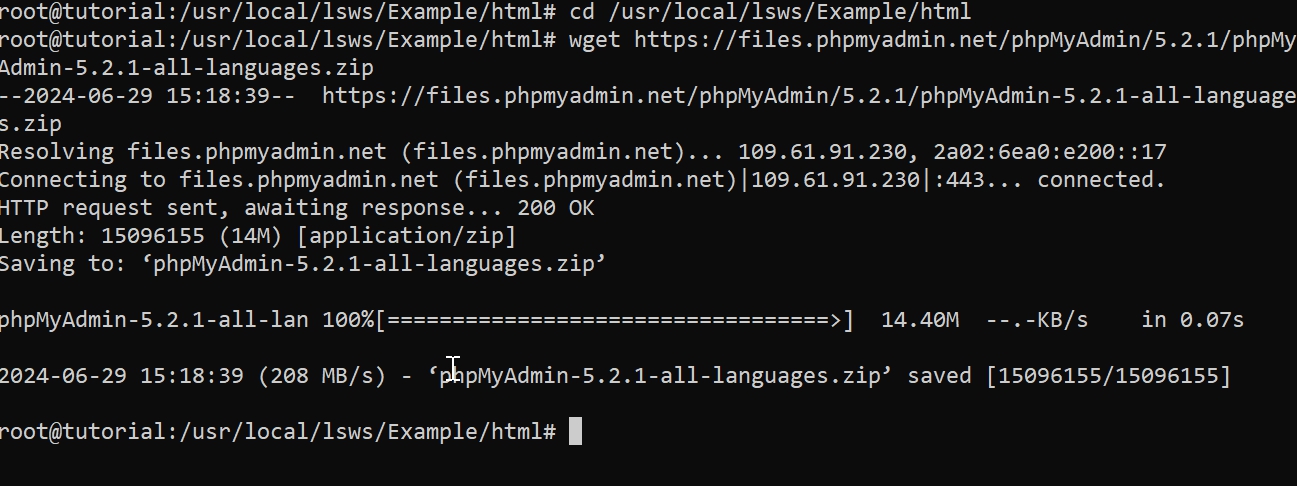 root@tutorial:/usr/local/lsws/Example/html# cd /usr/local/lsws/Example/html
root@tutorial:/usr/local/lsws/Example/html# wget https://files.phpmyadmin.net/phpMyAdmin/5.2.1/phpMy
Admin-5.2.1-all-languages.zip
--2024-06-29 15:18:39--  https://files.phpmyadmin.net/phpMyAdmin/5.2.1/phpMyAdmin-5.2.1-all-language
s.zip
Resolving files.phpmyadmin.net (files.phpmyadmin.net)... 109.61.91.230, 2a02:6ea0:e200::17
Connecting to files.phpmyadmin.net (files.phpmyadmin.net)|109.61.91.230|:443... connected.
HTTP request sent, awaiting response... 200 OK
Length: 15096155 (14M) [application/zip]
Saving to: ‘phpMyAdmin-5.2.1-all-languages.zip’
phpMyAdmin-5.2.1-all-lan 100%[==================================>]  14.40M  --.-KB/s    in 0.07s
2024-06-29 15:18:39 (208 MB/s) - ‘phpMyAdmin-5.2.1-all-languages.zip’ saved [15096155/15096155]
root@tutorial:/usr/local/lsws/Example/html#